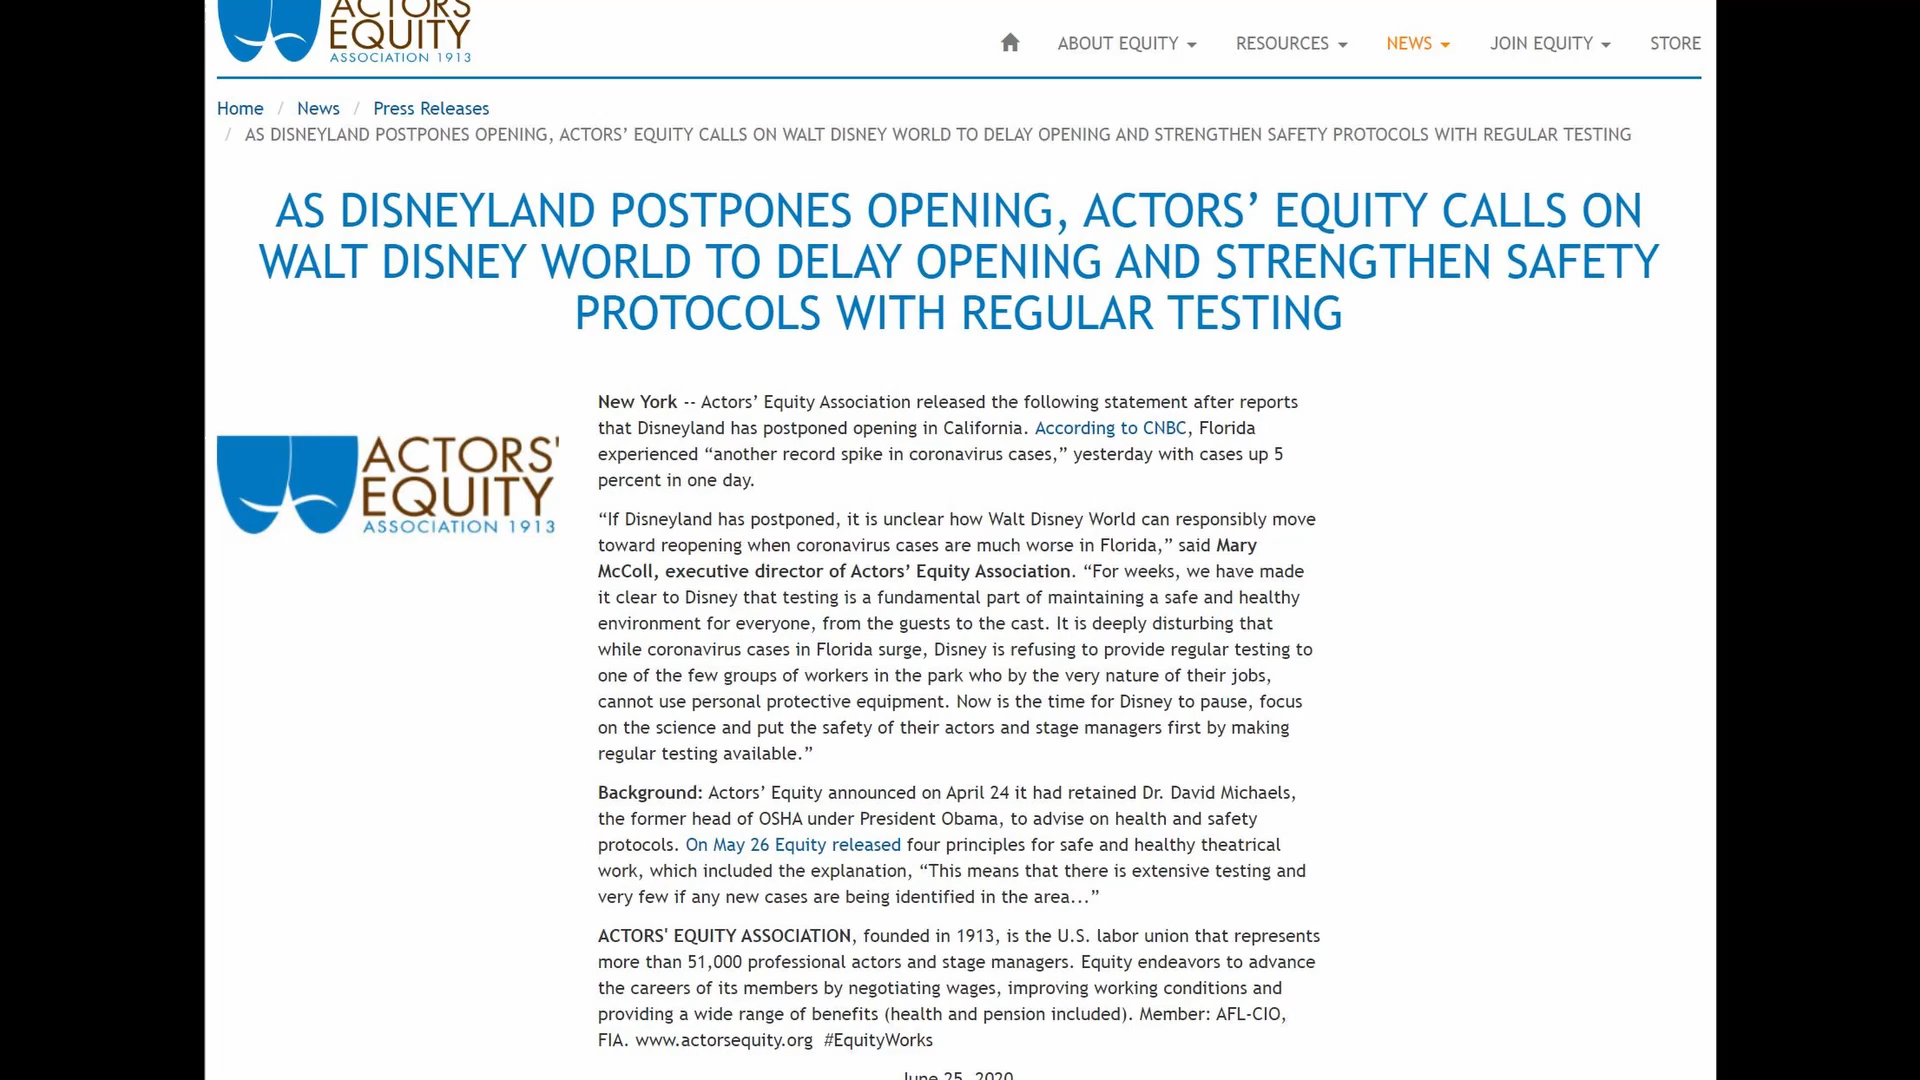 ACTORS'
EQUITY
ASSOCIATION 1913
ABOUT EQUITY RESOURCES NEWS JOIN EQUITY STORE
Home / News / Press Releases
/ AS DISNEYLAND POSTPONES OPENING, ACTORS’ EQUITY CALLS ON WALT DISNEY WORLD TO DELAY OPENING AND STRENGTHEN SAFETY PROTOCOLS WITH REGULAR TESTING
AS DISNEYLAND POSTPONES OPENING, ACTORS’ EQUITY CALLS ON
WALT DISNEY WORLD TO DELAY OPENING AND STRENGTHEN SAFETY
PROTOCOLS WITH REGULAR TESTING
ACTORS'
EQUITY
ASSOCIATION 1913
New York -- Actors’ Equity Association released the following statement after reports
that Disneyland has postponed opening in California. According to CNBC, Florida
experienced “another record spike in coronavirus cases,” yesterday with cases up 5
percent in one day.
“If Disneyland has postponed, it is unclear how Walt Disney World can responsibly move
toward reopening when coronavirus cases are much worse in Florida,” said Mary
McColl, executive director of Actors’ Equity Association. “For weeks, we have made
it clear to Disney that testing is a fundamental part of maintaining a safe and healthy
environment for everyone, from the guests to the cast. It is deeply disturbing that
while coronavirus cases in Florida surge, Disney is refusing to provide regular testing to
one of the few groups of workers in the park who by the very nature of their jobs,
cannot use personal protective equipment. Now is the time for Disney to pause, focus
on the science and put the safety of their actors and stage managers first by making
regular testing available.”
Background: Actors’ Equity announced on April 24 it had retained Dr. David Michaels,
the former head of OSHA under President Obama, to advise on health and safety
protocols. On May 26 Equity released four principles for safe and healthy theatrical
work, which included the explanation, “This means that there is extensive testing and
very few if any new cases are being identified in the area...”
ACTORS' EQUITY ASSOCIATION, founded in 1913, is the U.S. labor union that represents
more than 51,000 professional actors and stage managers. Equity endeavors to advance
the careers of its members by negotiating wages, improving working conditions and
providing a wide range of benefits (health and pension included). Member: AFL-CIO,
FIA. www.actorsequity.org #EquityWorks
June 25, 2020